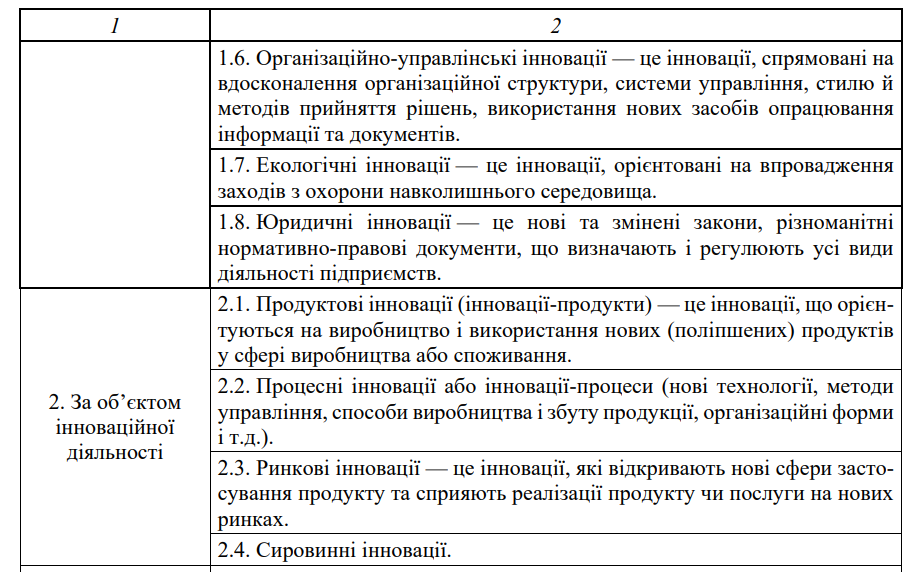 1 2
1.6. Організаційно-управлінські інновації — це інновації, спрямовані на
вдосконалення організаційної структури, системи управління, стилю й
методів прийняття рішень, використання нових засобів опрацювання
інформації та документів.
1.7. Екологічні інновації — це інновації, орієнтовані на впровадження
заходів з охорони навколишнього середовища.
1.8. Юридичні інновації — це нові та змінені закони, різноманітні
нормативно-правові документи, що визначають і регулюють усі види
діяльності підприємств.
2. За об’єктом
інноваційної
діяльності
2.1. Продуктові інновації (інновації-продукти) — це інновації, що орієн-
туються на виробництво і використання нових (поліпшених) продуктів
у сфері виробництва або споживання.
2.2. Процесні інновації або інновації-процеси (нові технології, методи
управління, способи виробництва і збуту продукції, організаційні форми
і т.д.).
2.3. Ринкові інновації — це інновації, які відкривають нові сфери засто-
сування продукту та сприяють реалізації продукту чи послуги на нових
ринках.
2.4. Сировинні інновації.